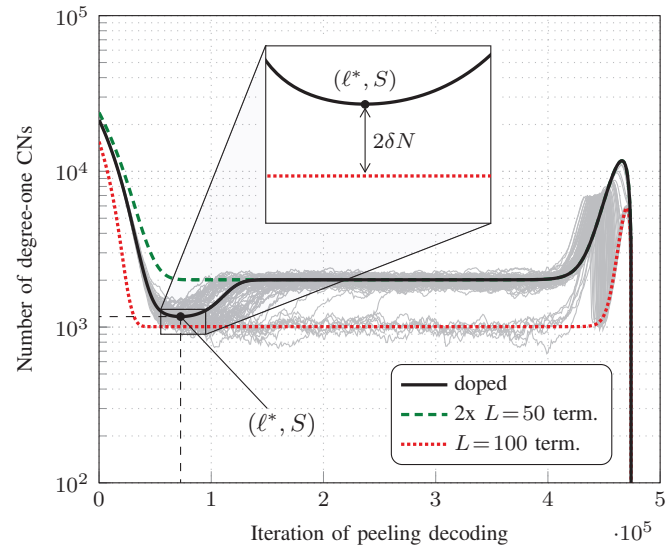 10^5
10^4
10^3
10^2
Number of degree-one CNs
(ℓ*, S)
2δN
(ℓ*, S)
doped
2x L=50 term.
L=100 term.
0 1 2 3 4 5
Iteration of peeling decoding
·10^5